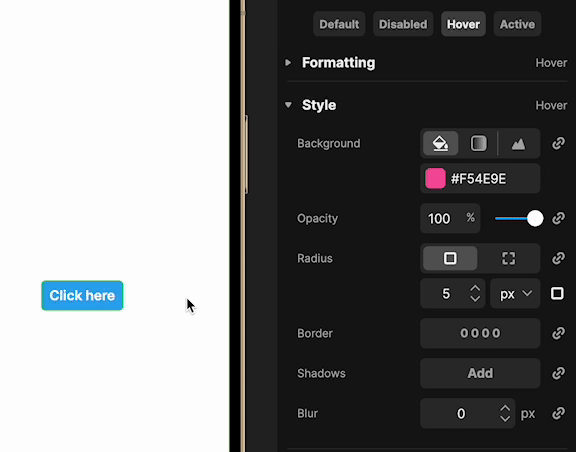 Default Disabled Hover Active
Formatting Hover
Style Hover
Background
#F54E9E
Opacity 100 %
Radius
5 px
Click here
Border 0 0 0 0
Shadows Add
Blur 0 px